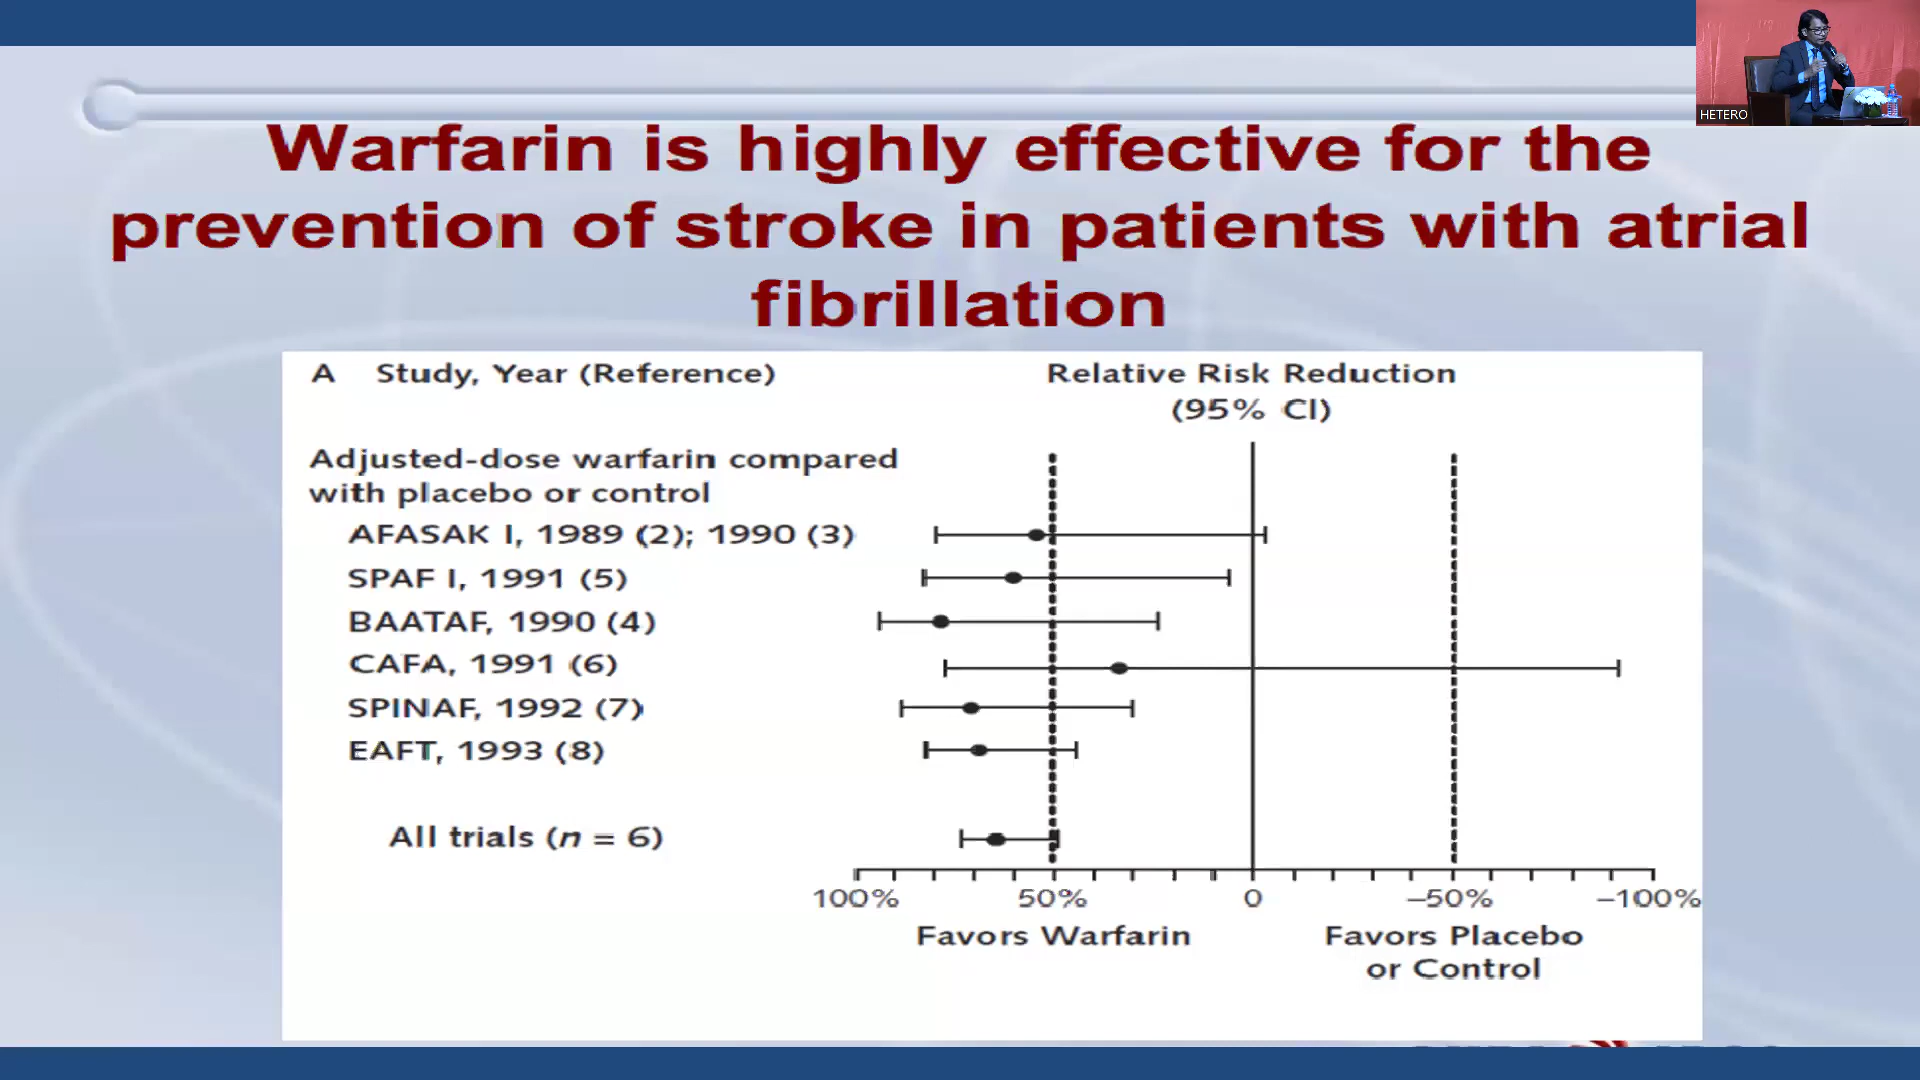 HETERO
Warfarin is highly effective for the
prevention of stroke in patients with atrial
fibrillation
A Study, Year (Reference)
Relative Risk Reduction
(95% CI)
Adjusted-dose warfarin compared
with placebo or control
AFASAK I, 1989 (2); 1990 (3)
SPAF I, 1991 (5)
BAATAF, 1990 (4)
CAFA, 1991 (6)
SPINAF, 1992 (7)
EAFT, 1993 (8)
All trials (n = 6)
100% 50% 0 –50% –100%
Favors Warfarin
Favors Placebo
or Control